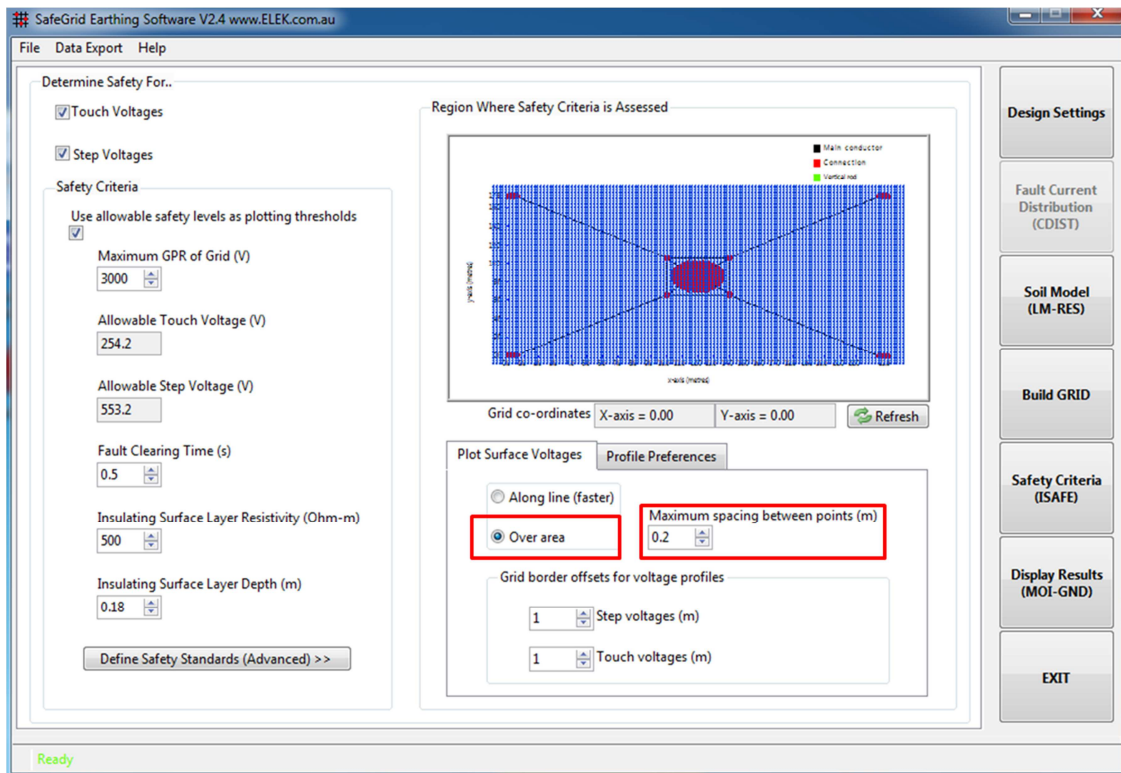 SafeGrid Earthing Software V2.4 www.ELEK.com.au
File Data Export Help
Determine Safety For..
Touch Voltages
Step Voltages
Safety Criteria
Use allowable safety levels as plotting thresholds
Maximum GPR of Grid (V)
3000
Allowable Touch Voltage (V)
254.2
Allowable Step Voltage (V)
553.2
Fault Clearing Time (s)
0.5
Insulating Surface Layer Resistivity (Ohm-m)
500
Insulating Surface Layer Depth (m)
0.18
Define Safety Standards (Advanced) >>
Region Where Safety Criteria is Assessed
Main conductor
Connection
Vertical rod
y-axis (metres)
x-axis (metres)
Grid co-ordinates X-axis = 0.00 Y-axis = 0.00 Refresh
Plot Surface Voltages Profile Preferences
Along line (faster)
Over area
Maximum spacing between points (m)
0.2
Grid border offsets for voltage profiles
1 Step voltages (m)
1 Touch voltages (m)
Design Settings
Fault Current
Distribution
(CDIST)
Soil Model
(LM-RES)
Build GRID
Safety Criteria
(ISAFE)
Display Results
(MOI-GND)
EXIT
Ready